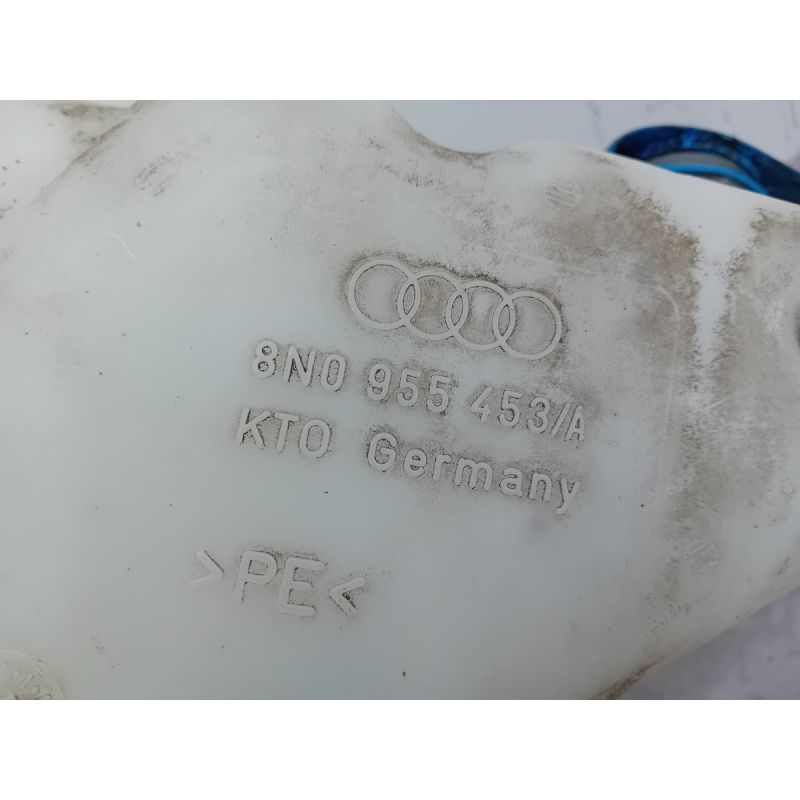 8N0 955 453/A
KTO Germany
>PE<